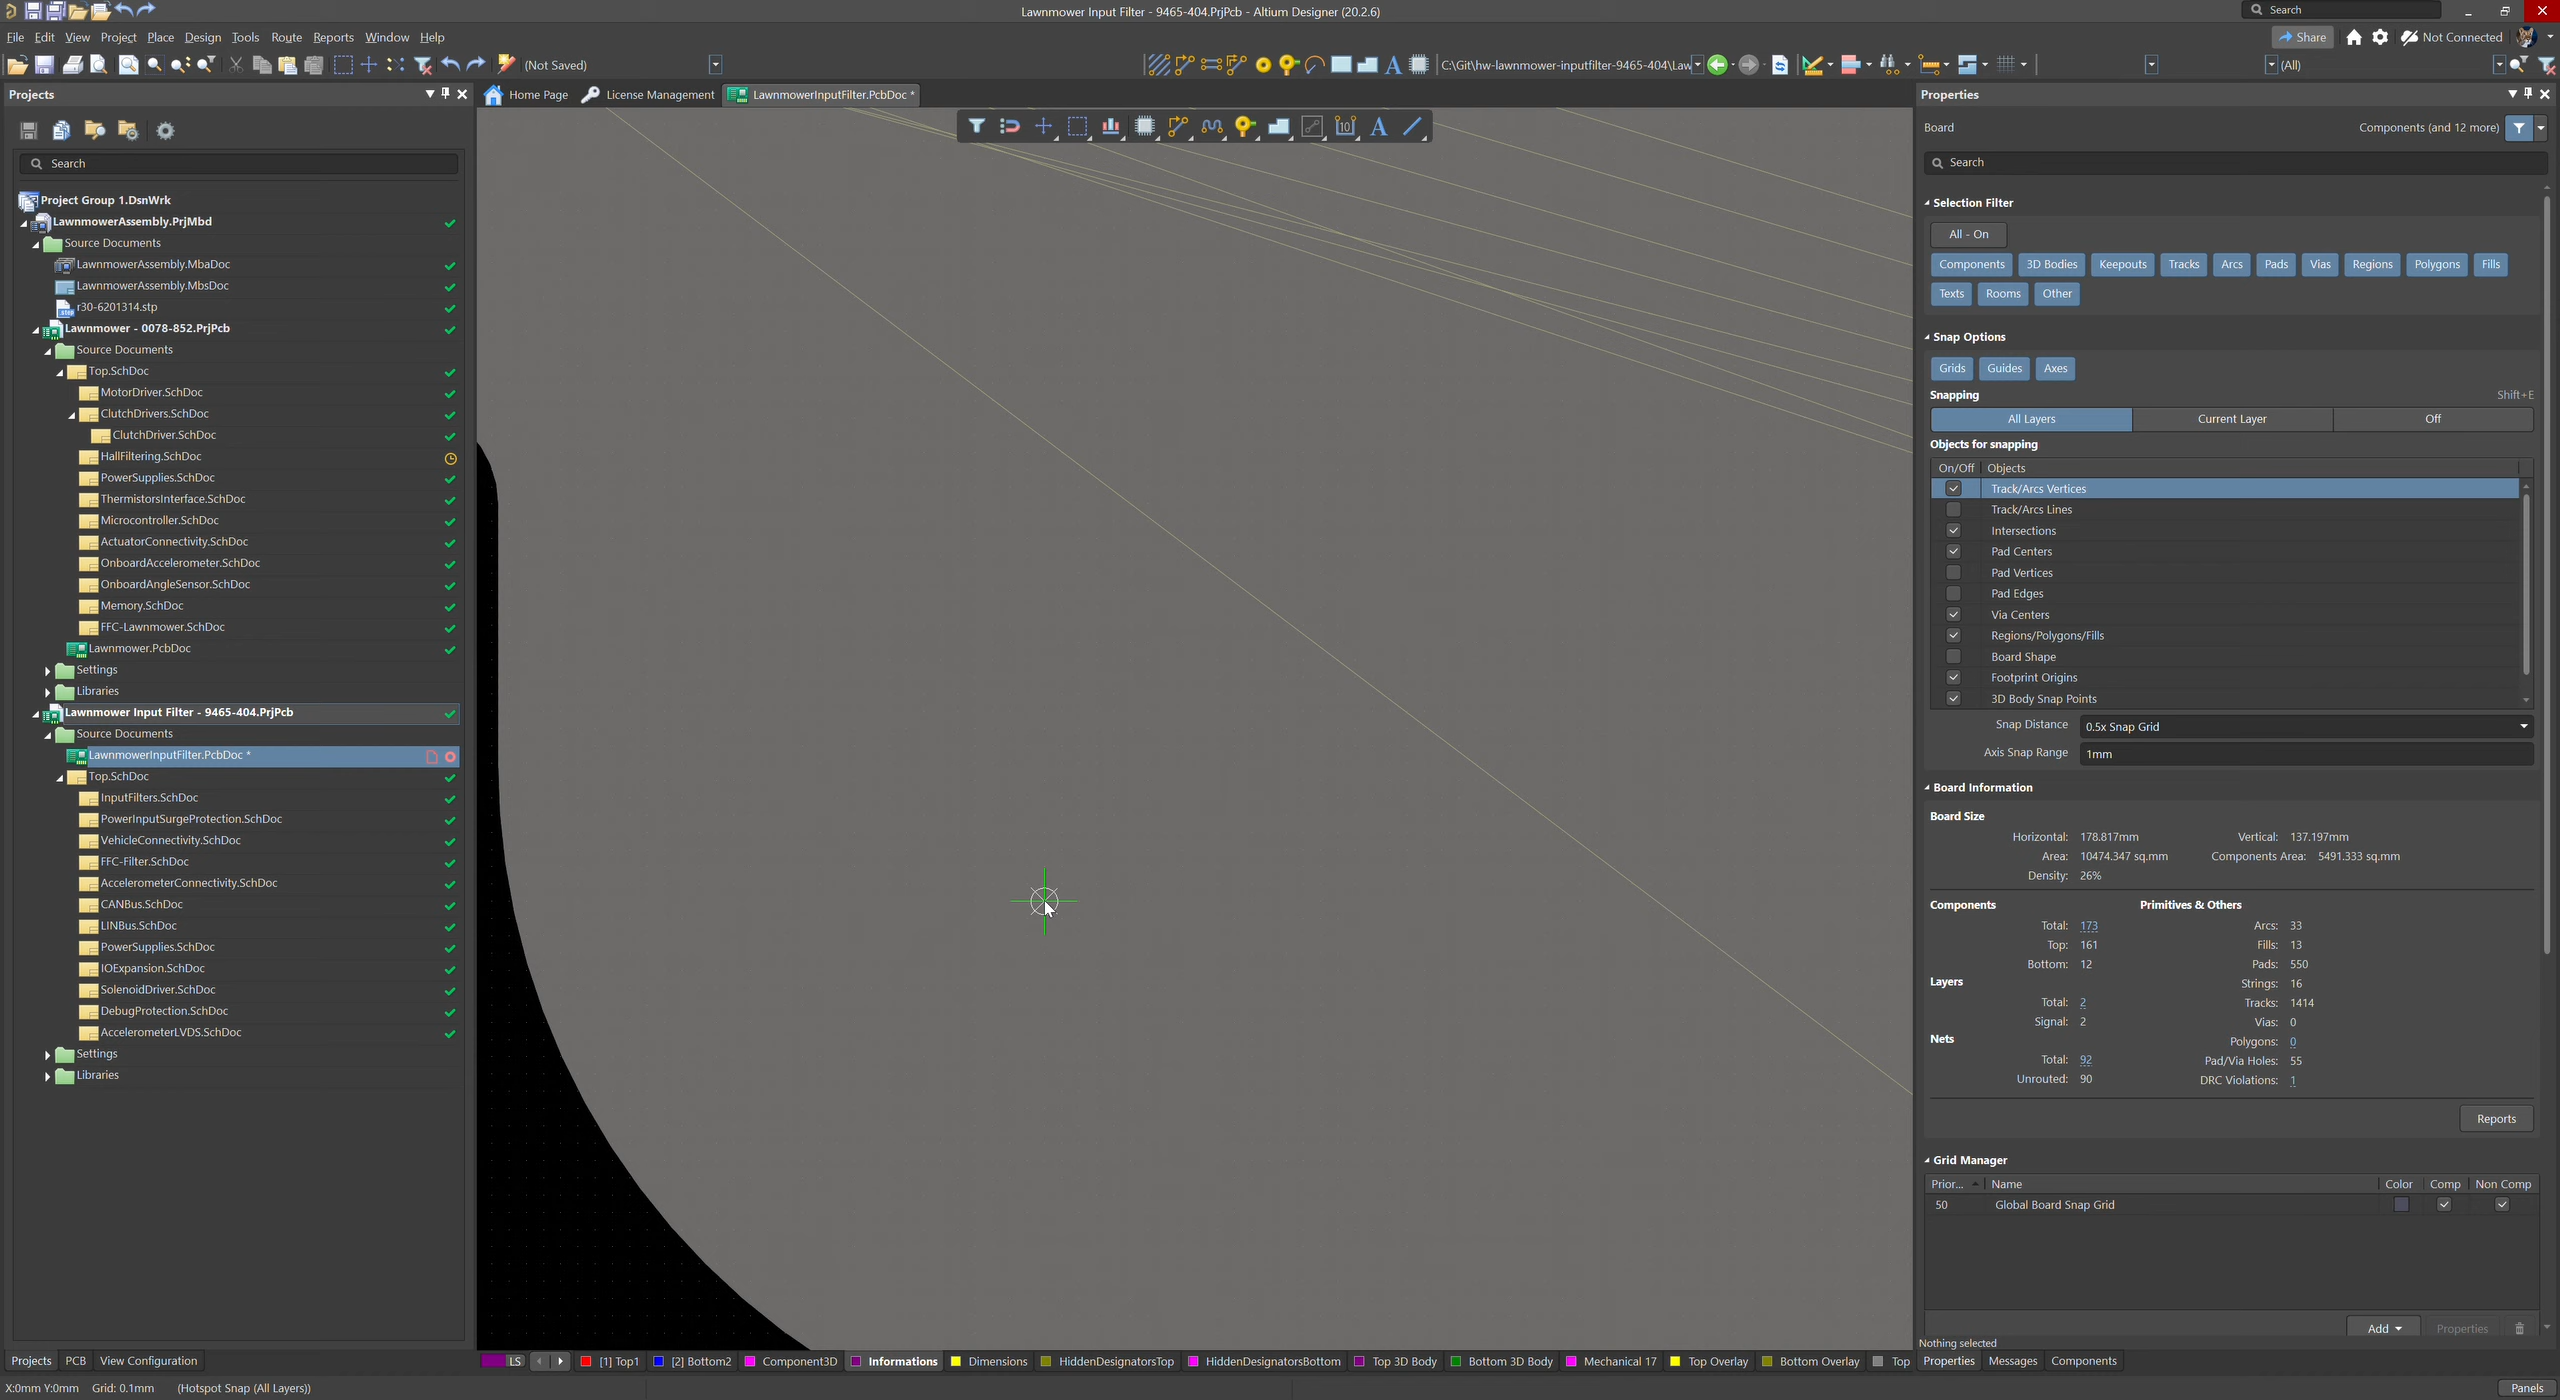 Lawnmower Input Filter - 9465-404.PrjPcb - Altium Designer (20.2.6)
Search
File Edit View Project Place Design Tools Route Reports Window Help
Share
Not Connected
(Not Saved)
C:\Git\hw-lawnmower-inputfilter-9465-404\Law
(All)
Projects
Home Page
License Management
LawnmowerInputFilter.PcbDoc *
Search
Project Group 1.DsnWrk
LawnmowerAssembly.PrjMbd
Source Documents
LawnmowerAssembly.MbaDoc
LawnmowerAssembly.MbsDoc
r30-6201314.stp
Lawnmower - 0078-852.PrjPcb
Source Documents
Top.SchDoc
MotorDriver.SchDoc
ClutchDrivers.SchDoc
ClutchDriver.SchDoc
HallFiltering.SchDoc
PowerSupplies.SchDoc
ThermistorsInterface.SchDoc
Microcontroller.SchDoc
ActuatorConnectivity.SchDoc
OnboardAccelerometer.SchDoc
OnboardAngleSensor.SchDoc
Memory.SchDoc
FFC-Lawnmower.SchDoc
Lawnmower.PcbDoc
Settings
Libraries
Lawnmower Input Filter - 9465-404.PrjPcb
Source Documents
LawnmowerInputFilter.PcbDoc *
Top.SchDoc
InputFilters.SchDoc
PowerInputSurgeProtection.SchDoc
VehicleConnectivity.SchDoc
FFC-Filter.SchDoc
AccelerometerConnectivity.SchDoc
CANBus.SchDoc
LINBus.SchDoc
PowerSupplies.SchDoc
IOExpansion.SchDoc
SolenoidDriver.SchDoc
DebugProtection.SchDoc
AccelerometerLVDS.SchDoc
Settings
Libraries
Projects PCB View Configuration
X:0mm Y:0mm Grid: 0.1mm (Hotspot Snap (All Layers))
LS
[1] Top1
[2] Bottom2
Component3D
Informations
Dimensions
HiddenDesignatorsTop
HiddenDesignatorsBottom
Top 3D Body
Bottom 3D Body
Mechanical 17
Top Overlay
Bottom Overlay
Top
Properties
Board
Components (and 12 more)
Search
Selection Filter
All - On
Components 3D Bodies Keepouts Tracks Arcs Pads Vias Regions Polygons Fills
Texts Rooms Other
Snap Options
Grids Guides Axes
Snapping Shift+E
All Layers Current Layer Off
Objects for snapping
On/Off Objects
Track/Arcs Vertices
Track/Arcs Lines
Intersections
Pad Centers
Pad Vertices
Pad Edges
Via Centers
Regions/Polygons/Fills
Board Shape
Footprint Origins
3D Body Snap Points
Snap Distance 0.5x Snap Grid
Axis Snap Range 1mm
Board Information
Board Size
Horizontal: 178.817mm Vertical: 137.197mm
Area: 10474.347 sq.mm Components Area: 5491.333 sq.mm
Density: 26%
Components Primitives & Others
Total: 173 Arcs: 33
Top: 161 Fills: 13
Bottom: 12 Pads: 550
Layers Strings: 16
Total: 2 Tracks: 1414
Signal: 2 Vias: 0
Nets Polygons: 0
Total: 92 Pad/Via Holes: 55
Unrouted: 90 DRC Violations: 1
Reports
Grid Manager
Prior... Name Color Comp Non Comp
50 Global Board Snap Grid
Add Properties
Nothing selected
Properties Messages Components
Panels